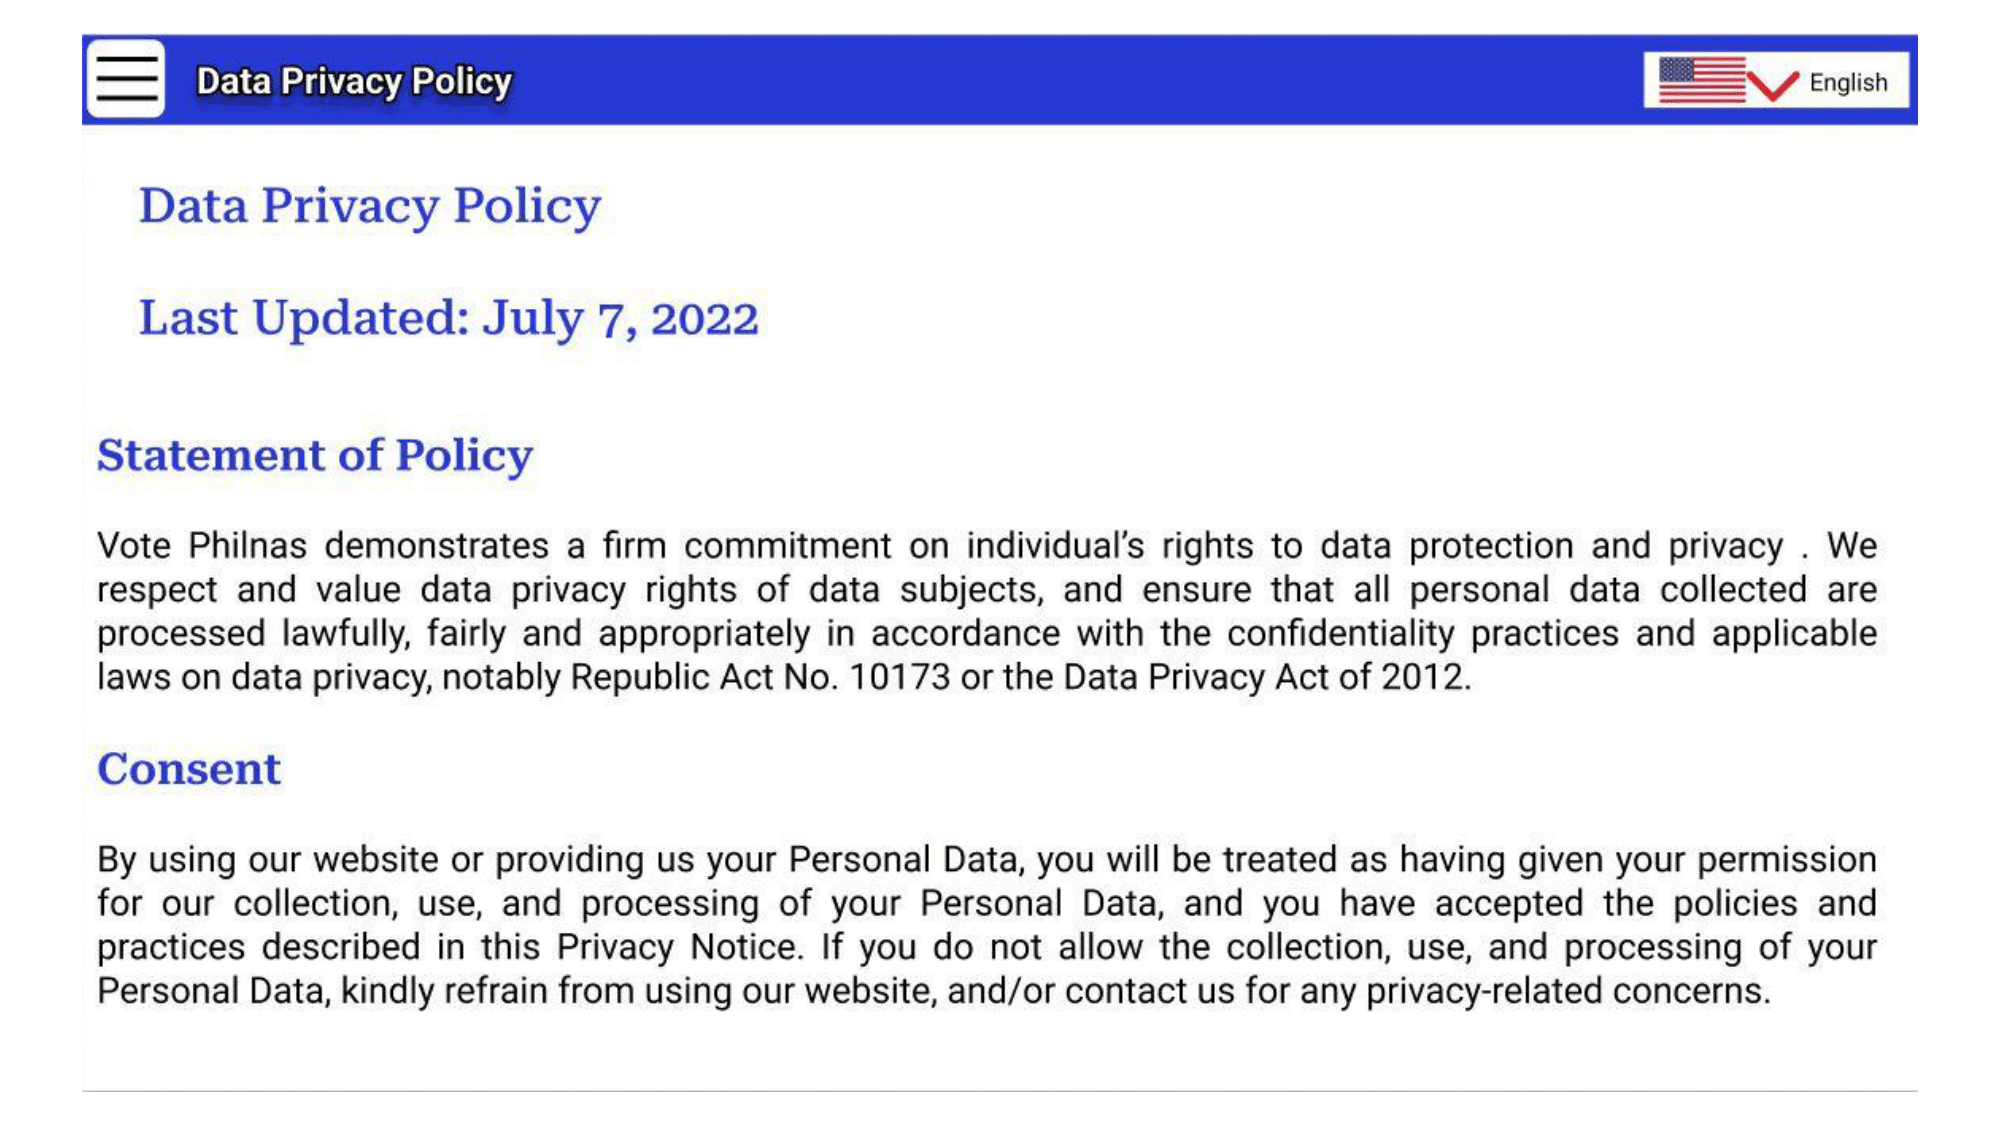 Data Privacy Policy
English
Data Privacy Policy
Last Updated: July 7, 2022
Statement of Policy
Vote Philnas demonstrates a firm commitment on individual’s rights to data protection and privacy . We
respect and value data privacy rights of data subjects, and ensure that all personal data collected are
processed lawfully, fairly and appropriately in accordance with the confidentiality practices and applicable
laws on data privacy, notably Republic Act No. 10173 or the Data Privacy Act of 2012.
Consent
By using our website or providing us your Personal Data, you will be treated as having given your permission
for our collection, use, and processing of your Personal Data, and you have accepted the policies and
practices described in this Privacy Notice. If you do not allow the collection, use, and processing of your
Personal Data, kindly refrain from using our website, and/or contact us for any privacy-related concerns.